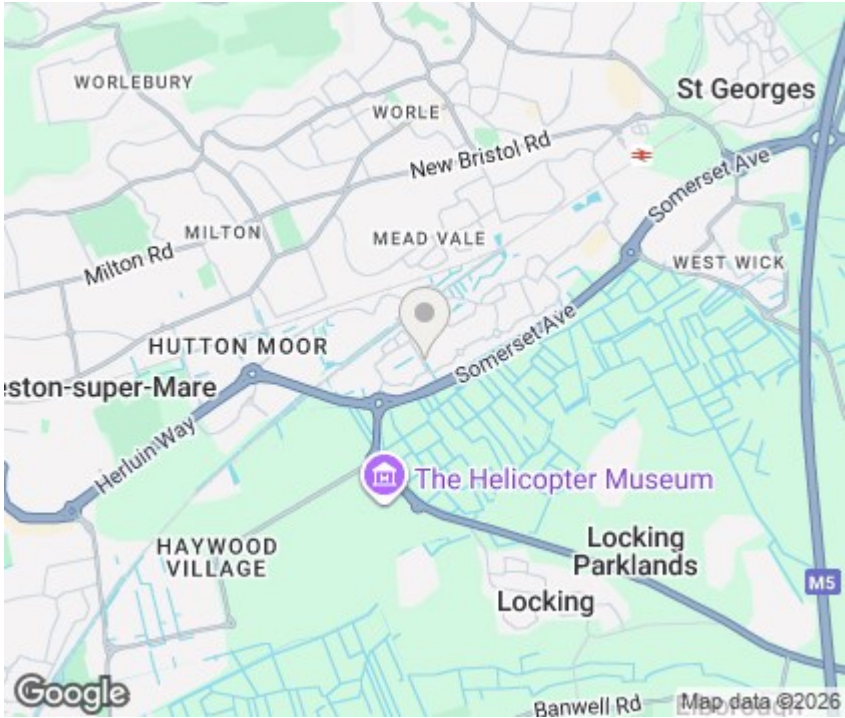 WORLEBURY
WORLE
St Georges
New Bristol Rd
Somerset Ave
MILTON
MEAD VALE
Milton Rd
WEST WICK
HUTTON MOOR
Somerset Ave
eston-super-Mare
Herluin Way
The Helicopter Museum
HAYWOOD
VILLAGE
Locking
Parklands
M5
Locking
Google
Banwell Rd
Elborough
Map data ©2026